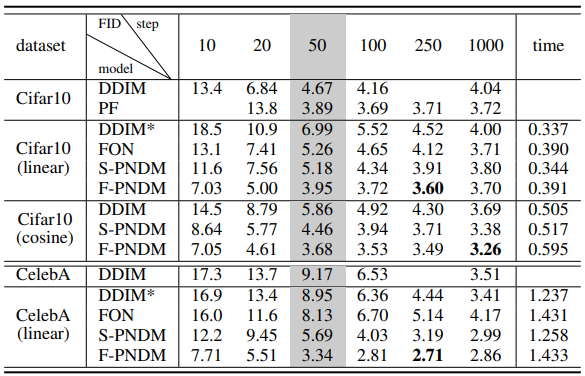 dataset FID step model 10 20 50 100 250 1000 time
Cifar10 DDIM 13.4 6.84 4.67 4.16 4.04
PF 13.8 3.89 3.69 3.71 3.72
Cifar10 (linear) DDIM* 18.5 10.9 6.99 5.52 4.52 4.00 0.337
FON 13.1 7.41 5.26 4.65 4.12 3.71 0.390
S-PNDM 11.6 7.56 5.18 4.34 3.91 3.80 0.344
F-PNDM 7.03 5.00 3.95 3.72 3.60 3.70 0.391
Cifar10 (cosine) DDIM 14.5 8.79 5.86 4.92 4.30 3.69 0.505
S-PNDM 8.64 5.77 4.46 3.94 3.71 3.38 0.517
F-PNDM 7.05 4.61 3.68 3.53 3.49 3.26 0.595
CelebA DDIM 17.3 13.7 9.17 6.53 3.51
CelebA (linear) DDIM* 16.9 13.4 8.95 6.36 4.44 3.41 1.237
FON 16.0 11.6 8.13 6.70 5.14 4.17 1.431
S-PNDM 12.2 9.45 5.69 4.03 3.19 2.99 1.258
F-PNDM 7.71 5.51 3.34 2.81 2.71 2.86 1.433